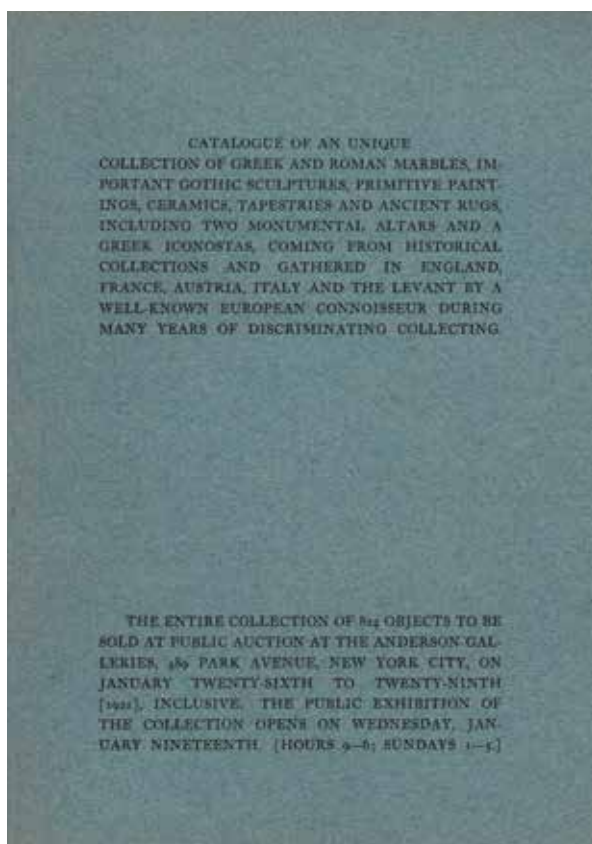 CATALOGUE OF AN UNIQUE
COLLECTION OF GREEK AND ROMAN MARBLES, IM-
PORTANT GOTHIC SCULPTURES, PRIMITIVE PAINT-
INGS, CERAMICS, TAPESTRIES AND ANCIENT RUGS,
INCLUDING TWO MONUMENTAL ALTARS AND A
GREEK ICONOSTAS, COMING FROM HISTORICAL
COLLECTIONS AND GATHERED IN ENGLAND,
FRANCE, AUSTRIA, ITALY AND THE LEVANT BY A
WELL-KNOWN EUROPEAN CONNOISSEUR DURING
MANY YEARS OF DISCRIMINATING COLLECTING.
THE ENTIRE COLLECTION OF 824 OBJECTS TO BE
SOLD AT PUBLIC AUCTION AT THE ANDERSON GAL-
LERIES, 489 PARK AVENUE, NEW YORK CITY, ON
JANUARY TWENTY-SIXTH TO TWENTY-NINTH
[1921], INCLUSIVE. THE PUBLIC EXHIBITION OF
THE COLLECTION OPENS ON WEDNESDAY, JAN-
UARY NINETEENTH. [HOURS 9–6; SUNDAYS 1–5.]